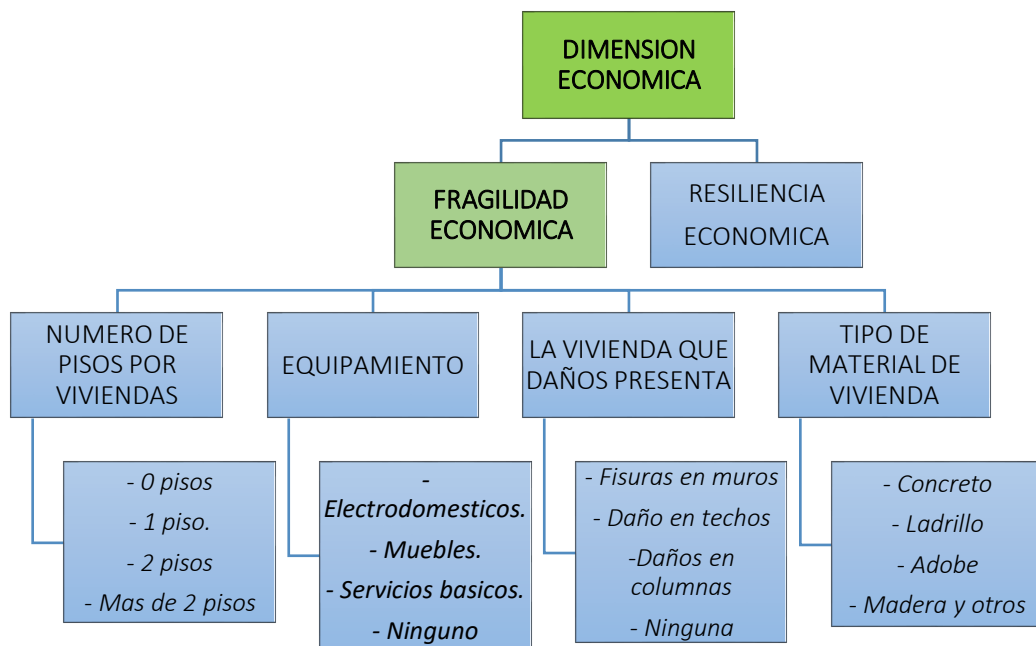 DIMENSION
ECONOMICA
FRAGILIDAD
ECONOMICA
RESILIENCIA
ECONOMICA
NUMERO DE
PISOS POR
VIVIENDAS
EQUIPAMIENTO
LA VIVIENDA QUE
DAÑOS PRESENTA
TIPO DE
MATERIAL DE
VIVIENDA
- 0 pisos
- 1 piso.
- 2 pisos
- Mas de 2 pisos
-
Electrodomesticos.
- Muebles.
- Servicios basicos.
- Ninguno
- Fisuras en muros
- Daño en techos
-Daños en
columnas
- Ninguna
- Concreto
- Ladrillo
- Adobe
- Madera y otros